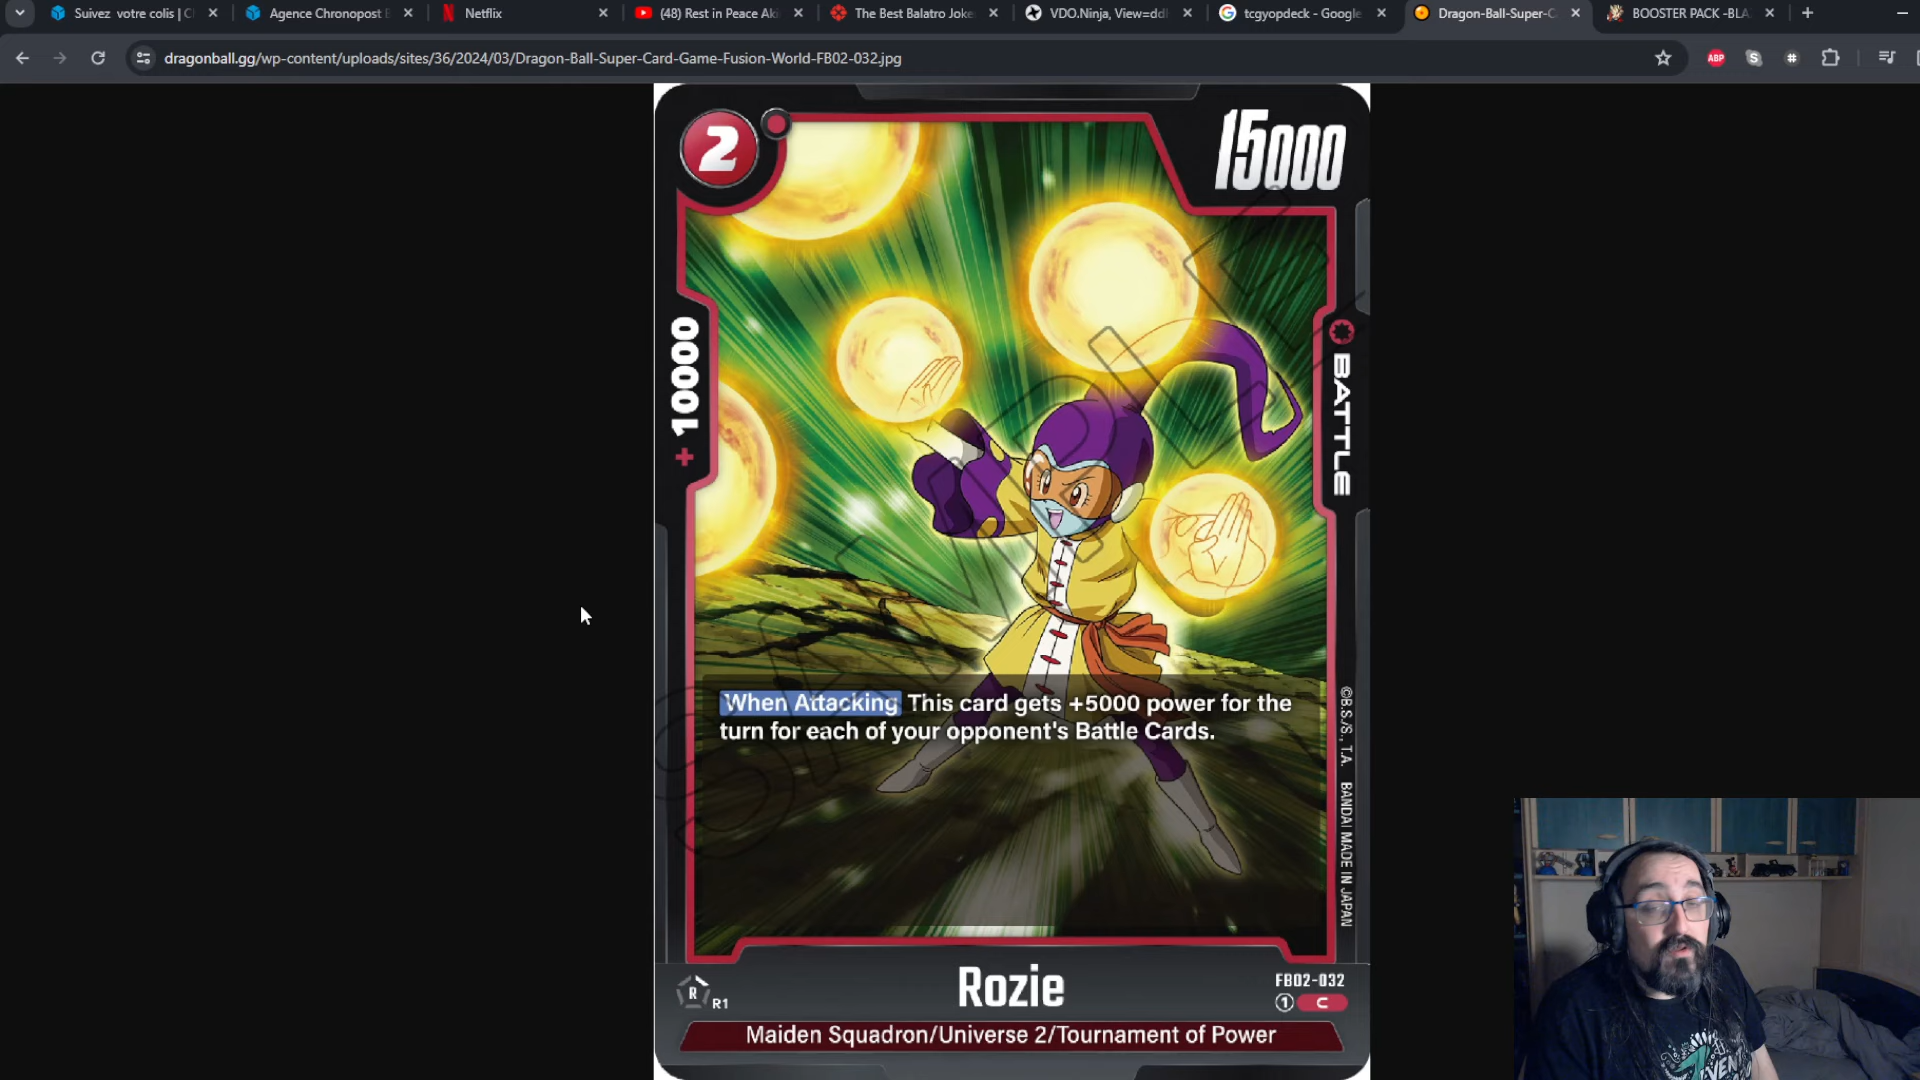 Suivez votre colis | C
Agence Chronopost B
Netflix
(48) Rest in Peace Aki
The Best Balatro Joke
VDO.Ninja, View=ddl
tcgyopdeck - Google
Dragon-Ball-Super-C
BOOSTER PACK -BLA
dragonball.gg/wp-content/uploads/sites/36/2024/03/Dragon-Ball-Super-Card-Game-Fusion-World-FB02-032.jpg
ABP
S
#
2
15000
+ 10000
BATTLE
SAMPLE
When Attacking This card gets +5000 power for the
turn for each of your opponent's Battle Cards.
©B.S./S., T.A. BANDAI MADE IN JAPAN
R R1
Rozie
FB02-032
1 C
Maiden Squadron/Universe 2/Tournament of Power